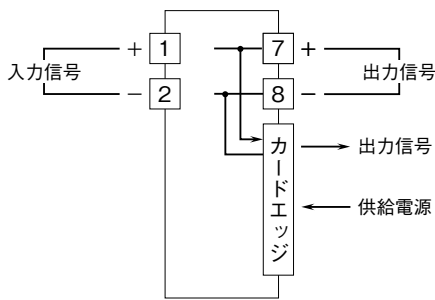 + 1
7 +
入力信号
出力信号
− 2
8 −
カードエッジ
出力信号
供給電源